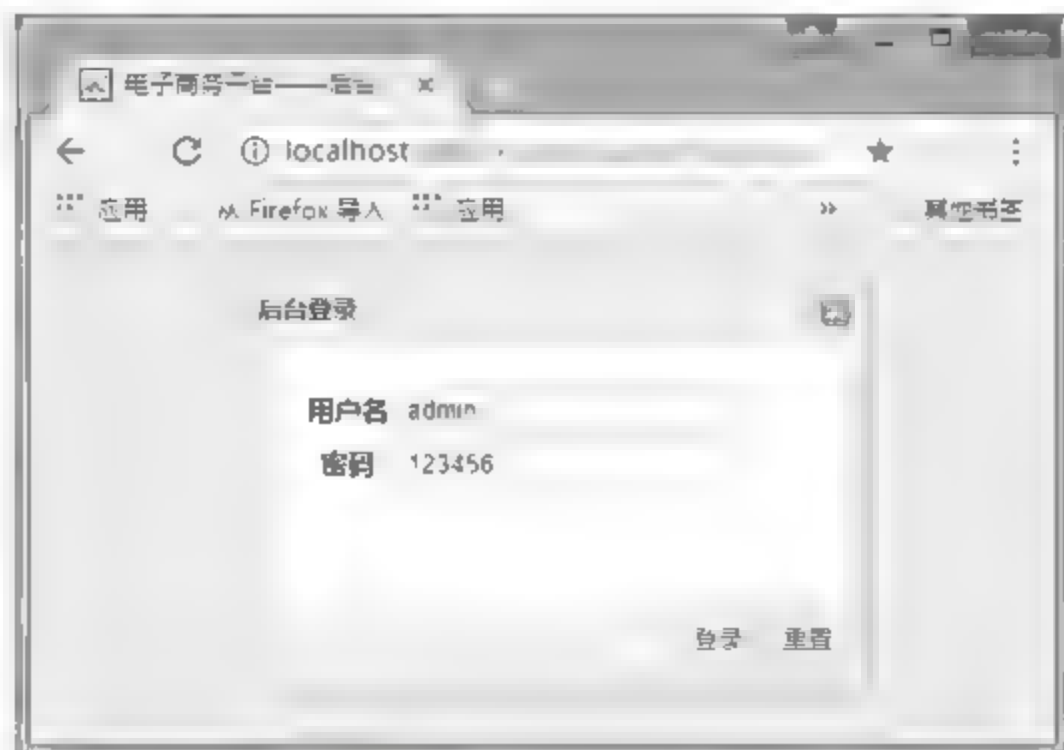 电子商务平台——后台
localhost
应用 Firefox 导入 应用 » 其他书签
后台登录
用户名 admin
密码 123456
登录 重置